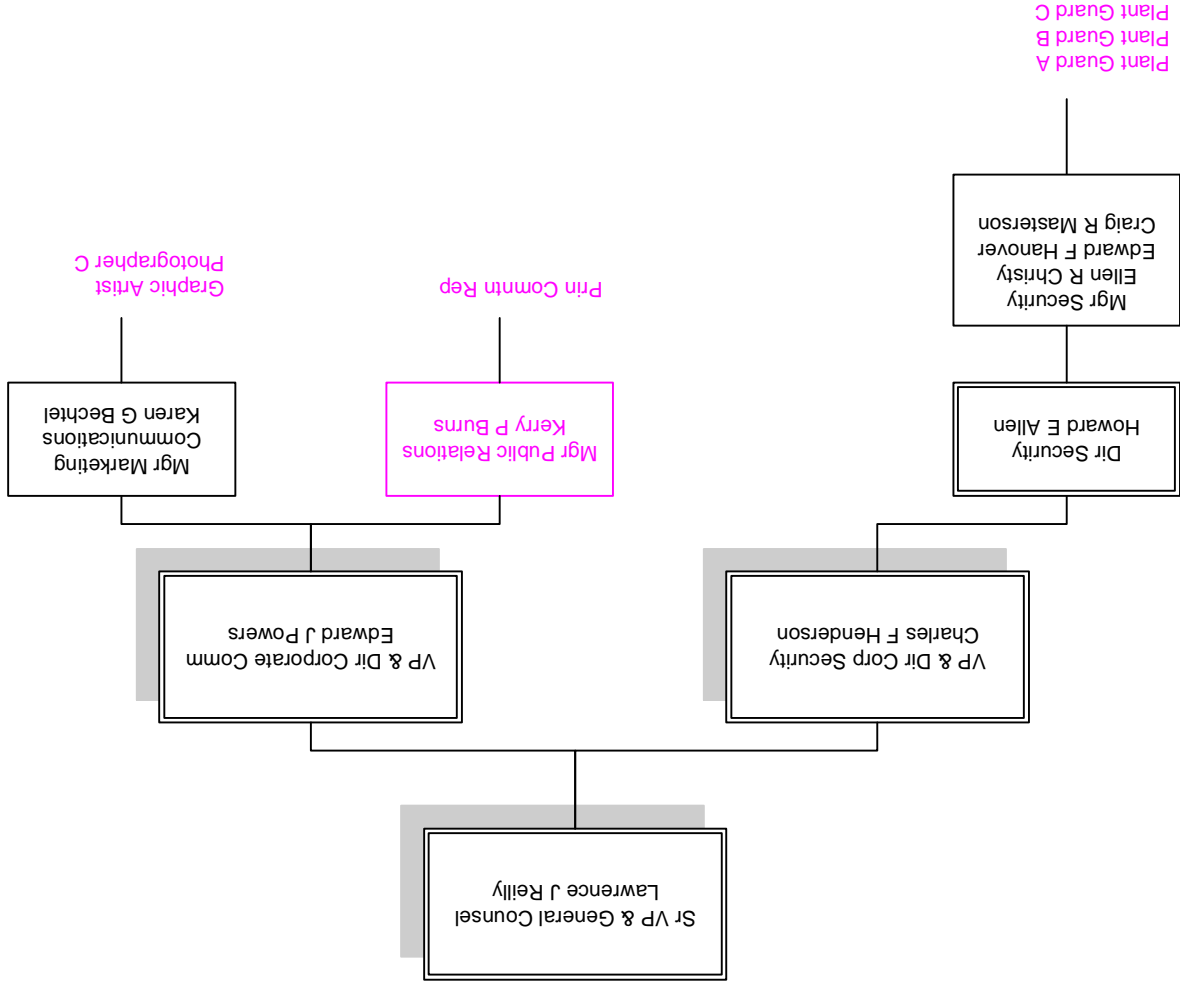 Sr VP & General Counsel
Lawrence J Reilly
VP & Dir Corp Security
Charles F Henderson
VP & Dir Corporate Comm
Edward J Powers
Dir Security
Howard E Allen
Mgr Public Relations
Kerry P Burns
Mgr Marketing
Communications
Karen G Bechtel
Mgr Security
Ellen R Christy
Edward F Hanover
Craig R Masterson
Prin Comntn Rep
Graphic Artist
Photographer C
Plant Guard A
Plant Guard B
Plant Guard C